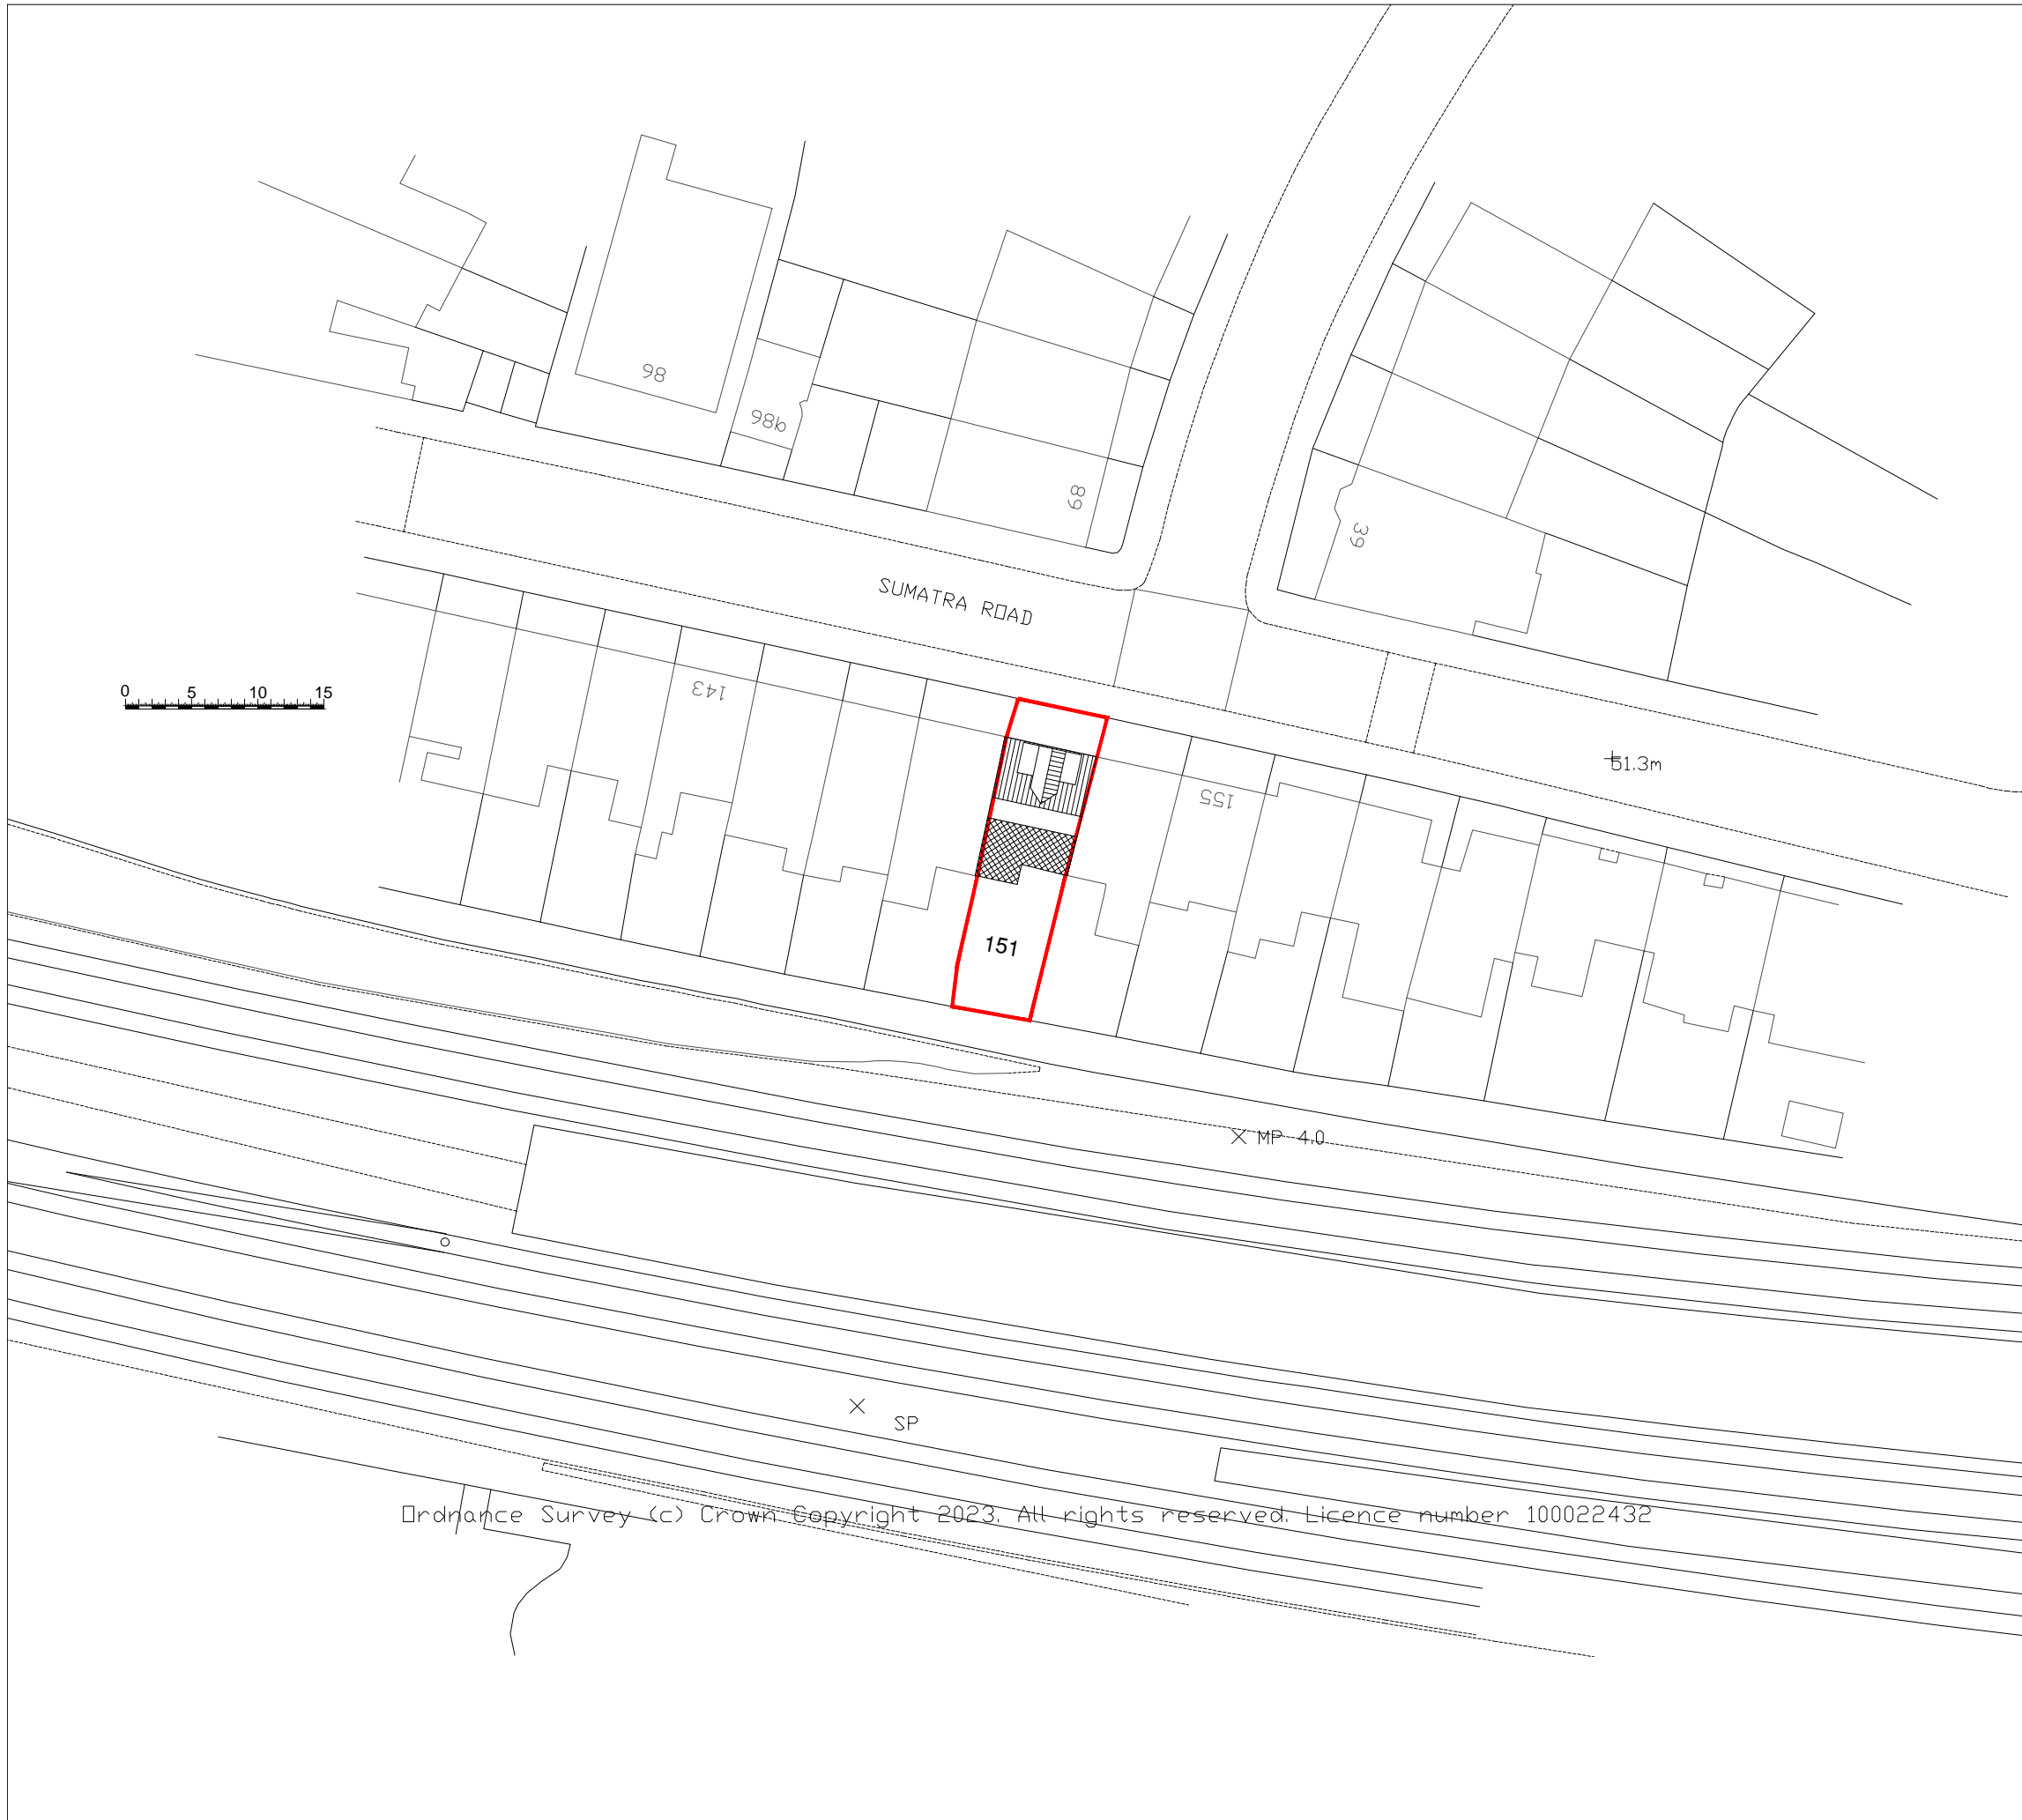 86
98b
89
39
SUMATRA ROAD
0 5 10 15
143
51.3m
155
151
MP 4.0
SP
Ordnance Survey (c) Crown Copyright 2023. All rights reserved. Licence number 100022432